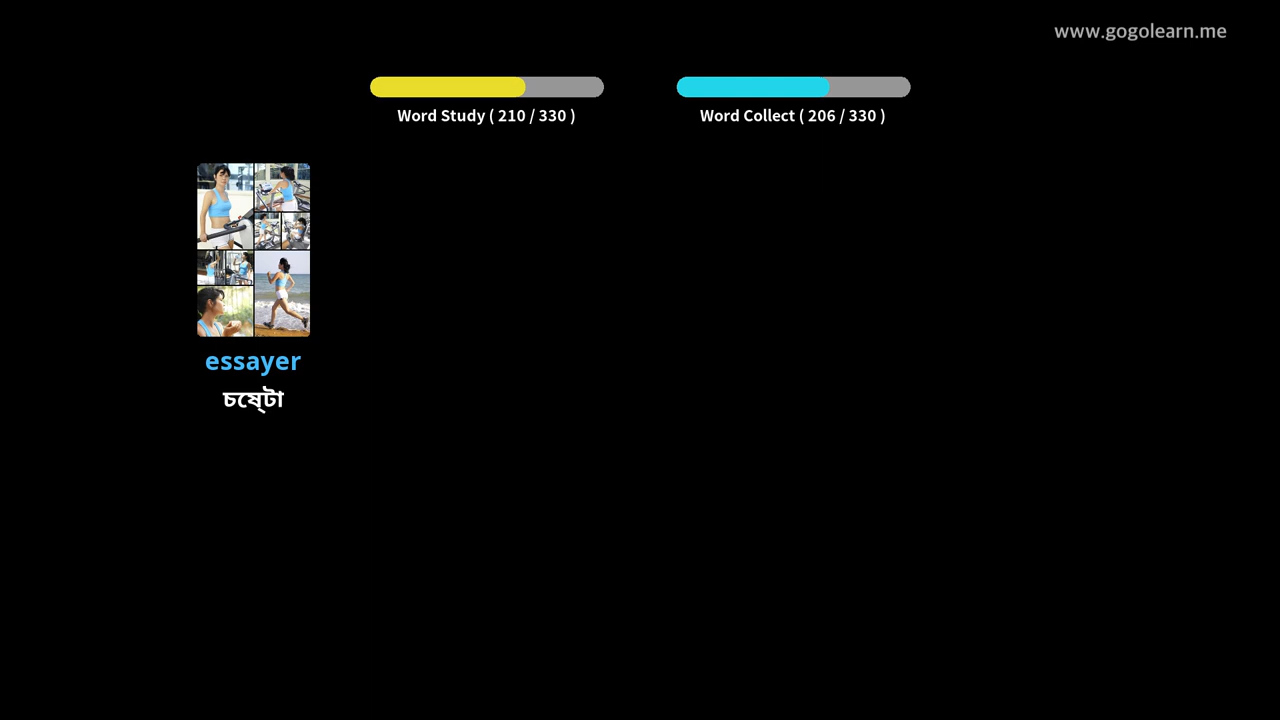 www.gogolearn.me
Word Study ( 210 / 330 )
Word Collect ( 206 / 330 )
essayer
চেষ্টা